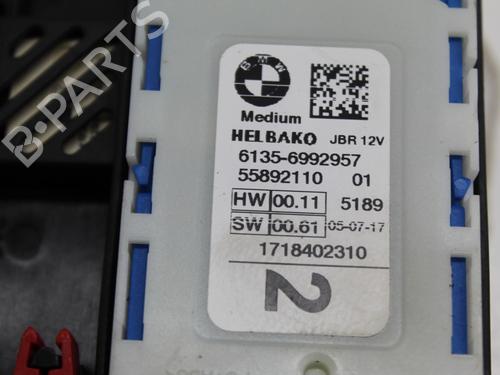 BMW
Medium
HELBAKO JBR 12V
6135-6992957
55892110 01
HW 00.11 5189
SW 00.61 05-07-17
1718402310
2
B-PARTS